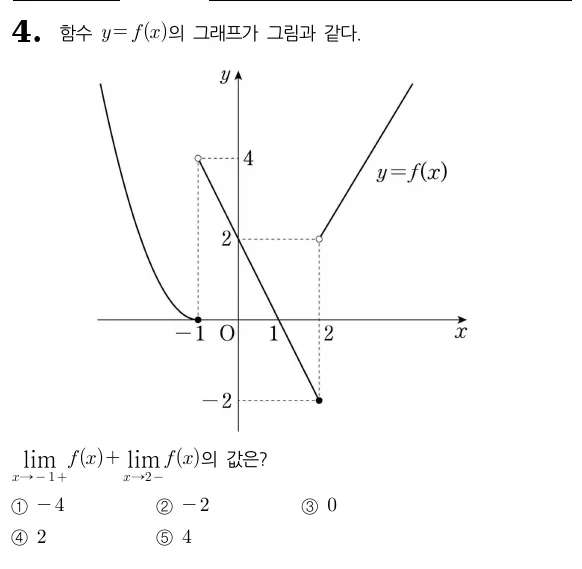 4. 함수 y=f(x)의 그래프가 그림과 같다.
y
4
y=f(x)
2
-1 O 1 2 x
-2
lim f(x)+ lim f(x)의 값은?
x→-1+ x→2-
① -4 ② -2 ③ 0
④ 2 ⑤ 4